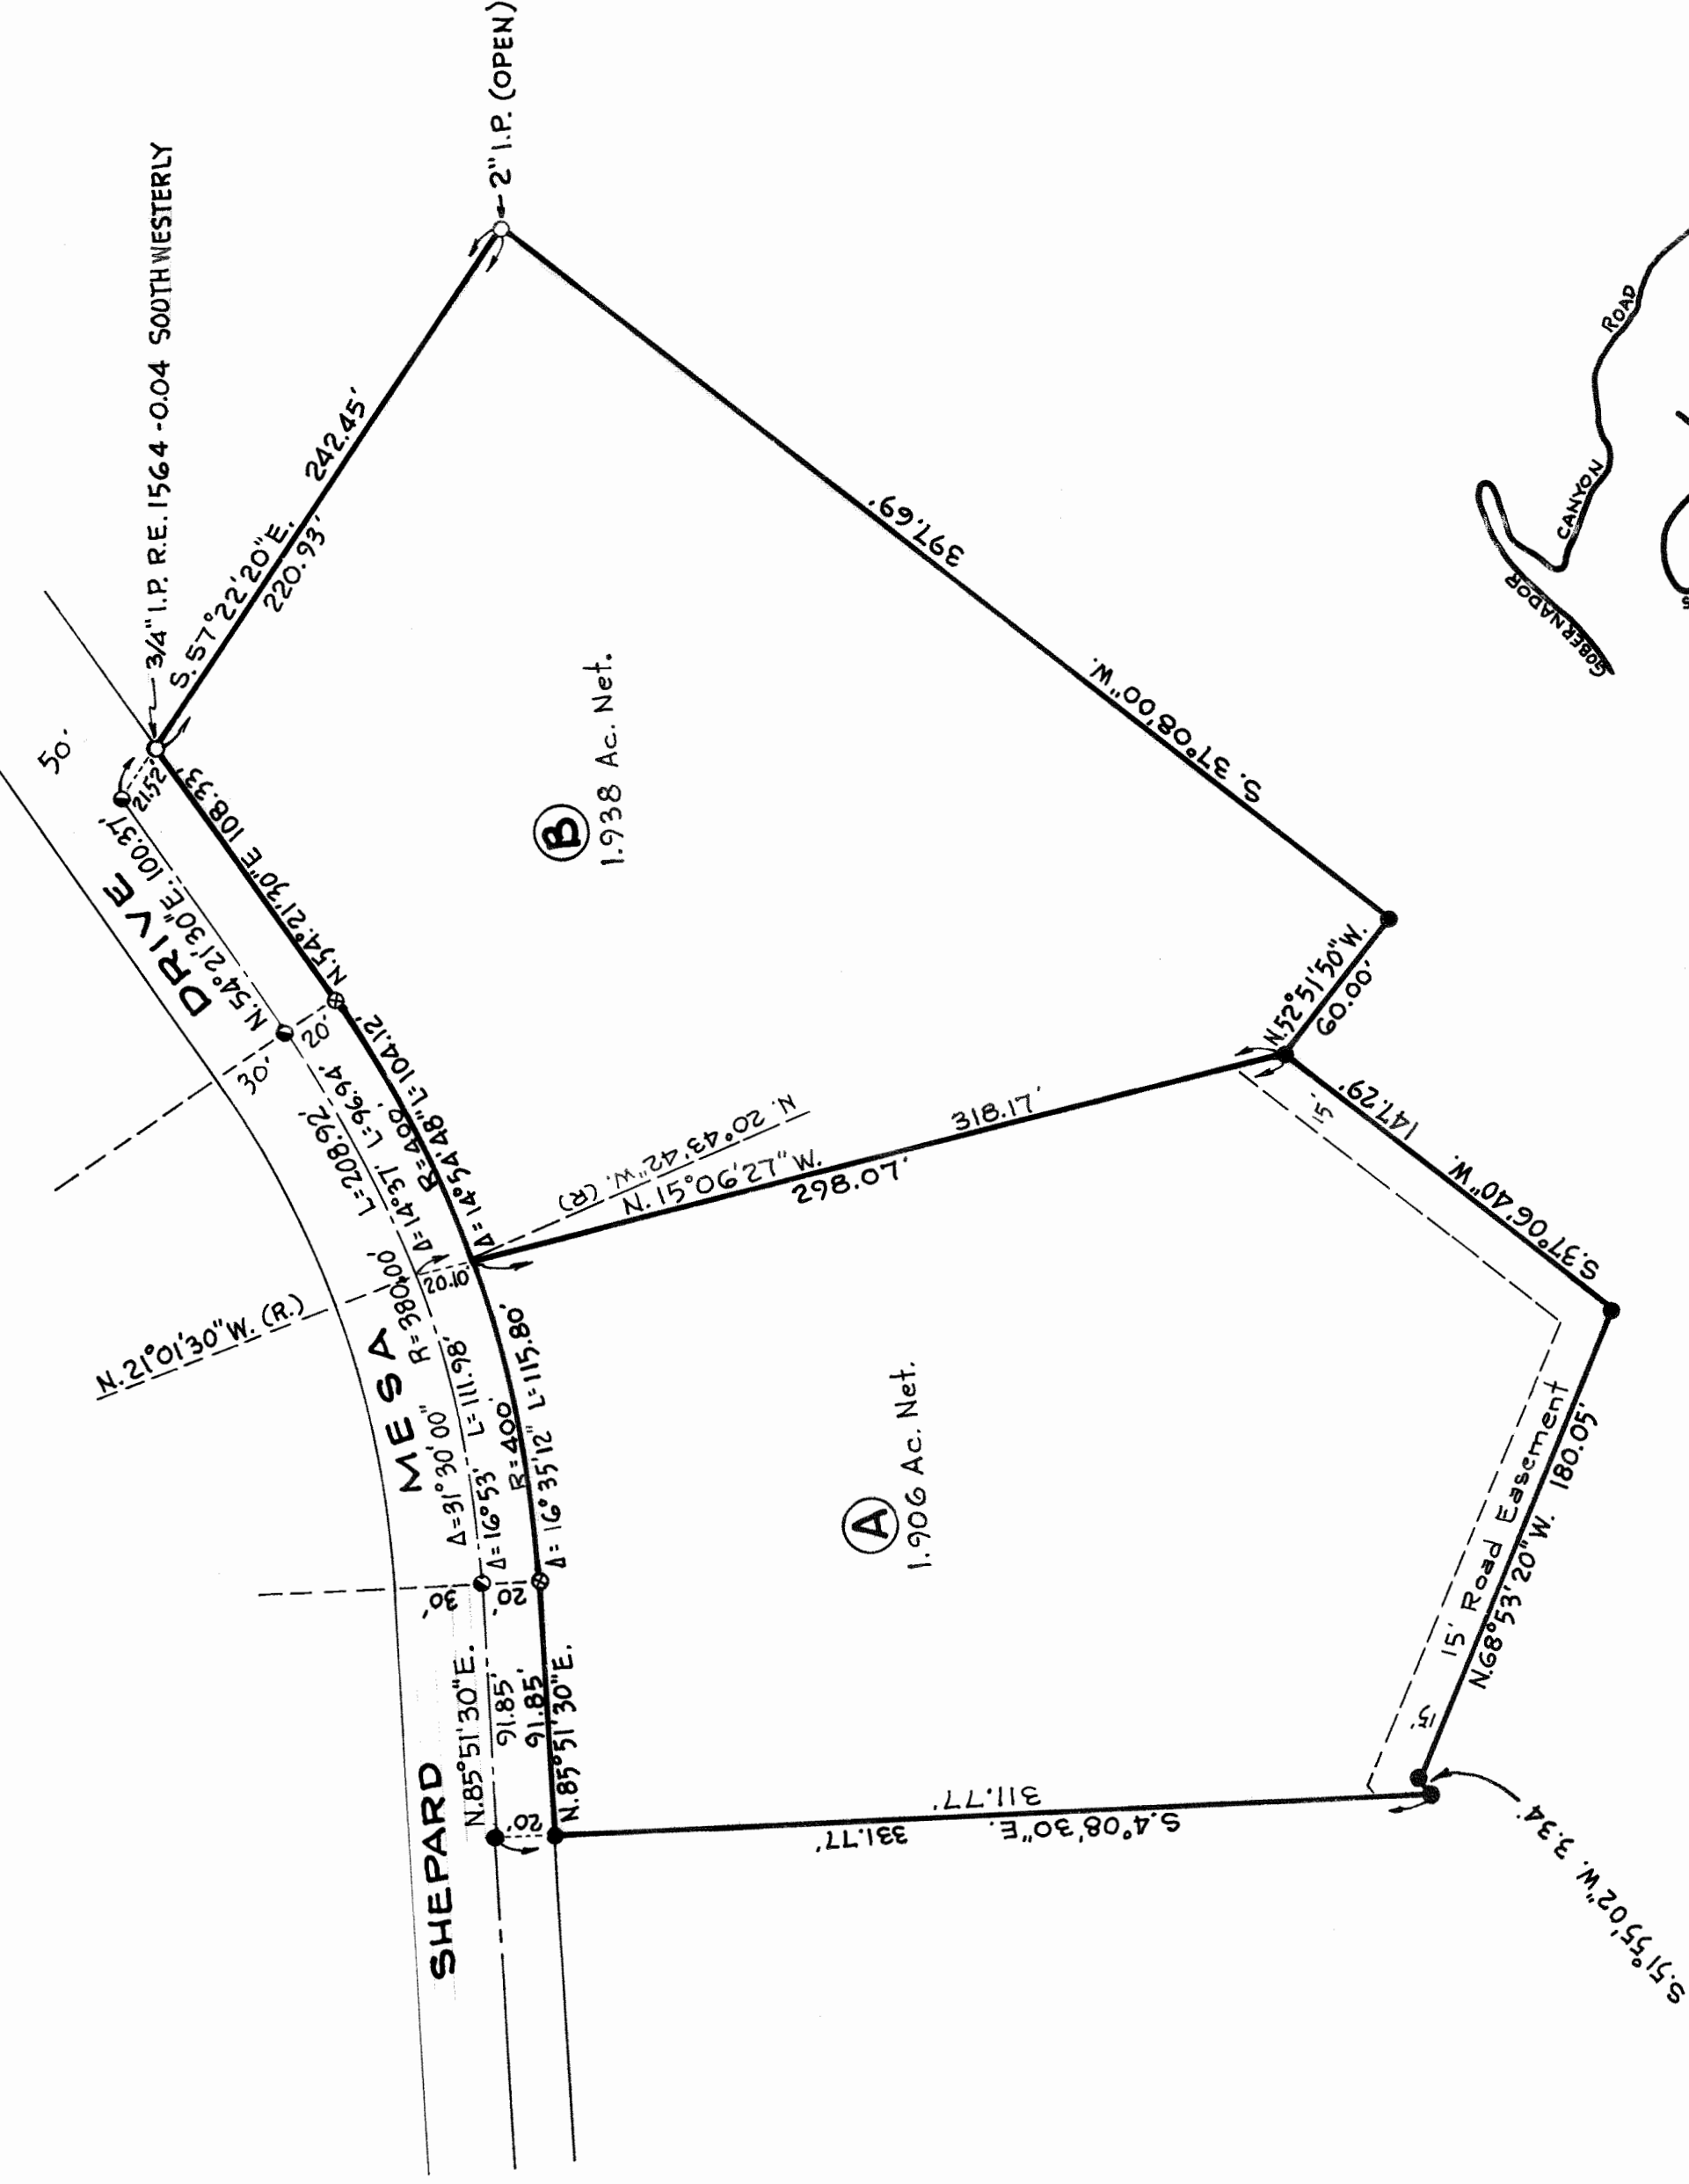 3/4" I.P. R.E. 1564 - 0.04 SOUTHWESTERLY
2" I.P. (OPEN)
50'
S. 57°22'20"E.
242.45'
220.93'
21.52'
DRIVE
N.54°21'30"E. 100.37'
N.54°21'30"E 108.33'
20'
30'
397.69'
S. 37°08'00"W.
B
1.938 Ac. Net.
L=208.92'
Δ=14°37' L=96.94'
R=400' L=104.12'
Δ=14°54'48"
N. 21°01'30"W. (R.)
MESA
R=380.00'
20.10'
Δ=31°30'00"
Δ=16°53' L=111.98'
R=400'
Δ=16°35'12" L=115.80'
N. 20°43'42"W. (R)
N. 15°06'27"W.
318.17'
298.07'
N.52°51'50"W.
60.00'
147.29'
S.37°06'40"W.
15'
A
1.906 Ac. Net.
30'
20'
SHEPARD
N.85°51'30"E.
91.85'
91.85'
N.85°51'30"E.
20'
311.77'
331.77'
S.4°08'30"E.
15' Road Easement
15'
N.68°53'20"W. 180.05'
S.51°55'02"W. 3.34'
GOBERNADOR
CANYON
ROAD